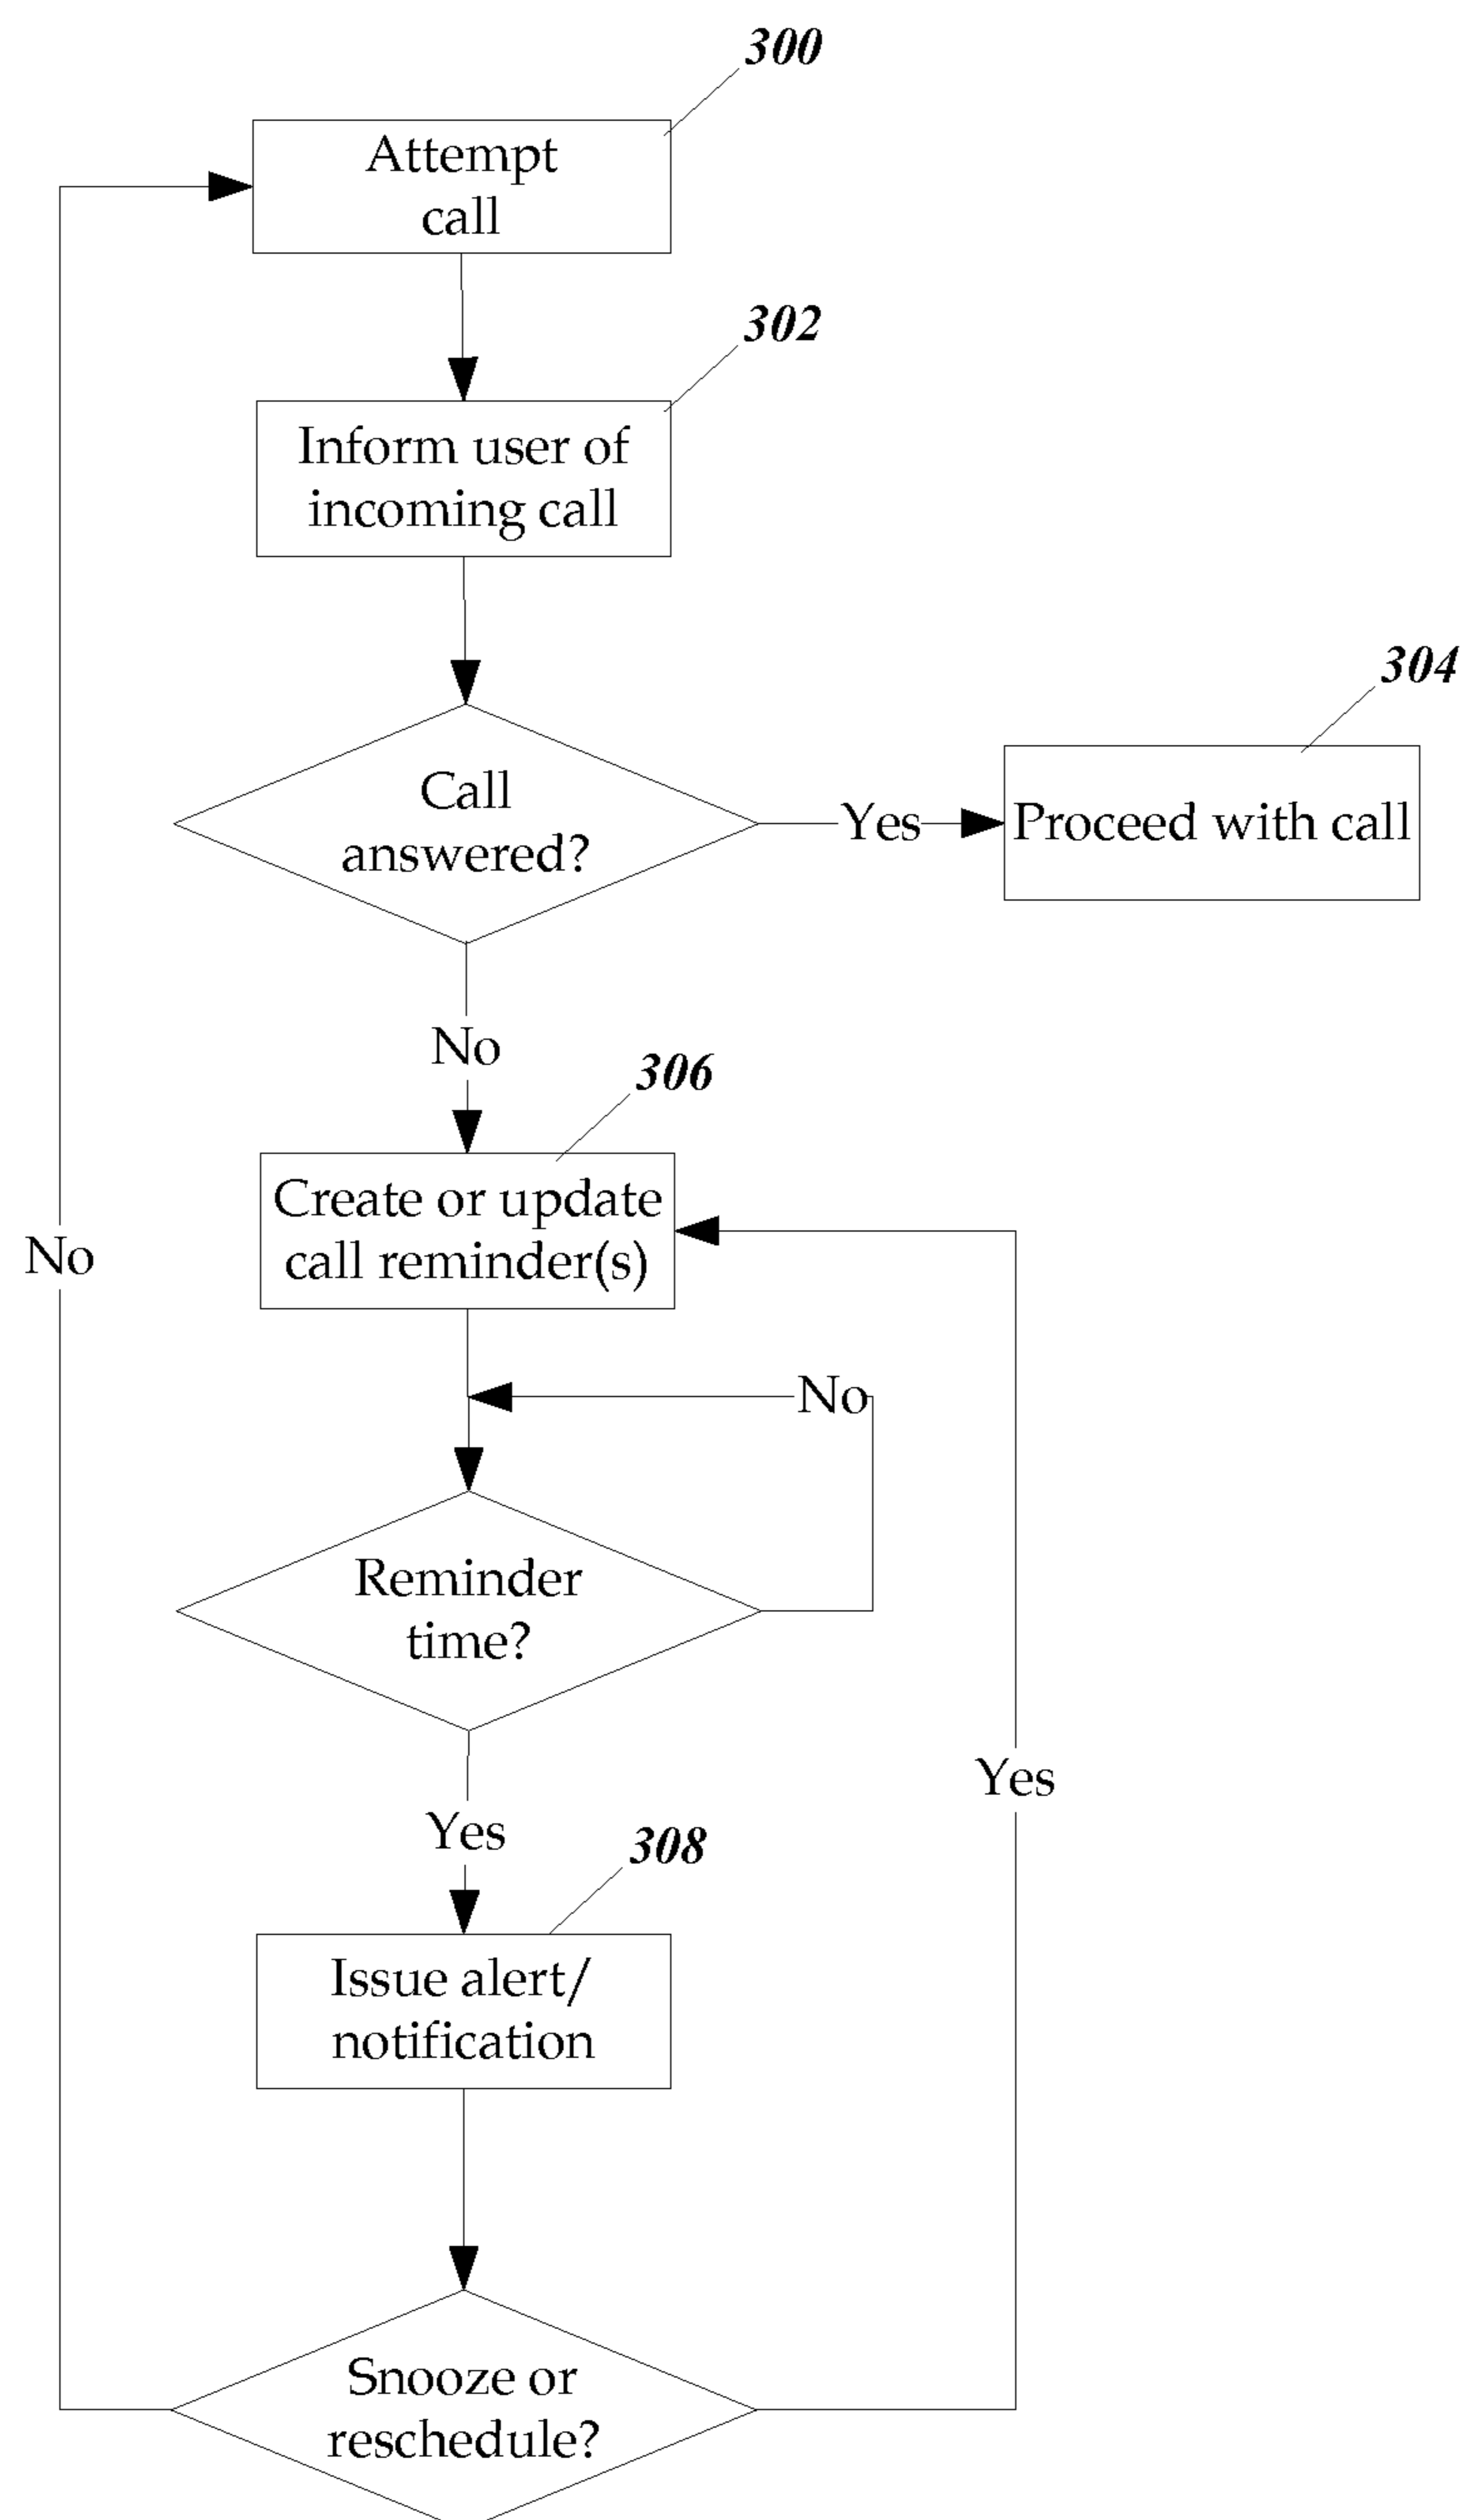 300
Attempt
call
302
Inform user of
incoming call
304
Call
answered?
Yes
Proceed with call
No
306
Create or update
call reminder(s)
No
No
Reminder
time?
Yes
Yes
308
Issue alert/
notification
Snooze or
reschedule?